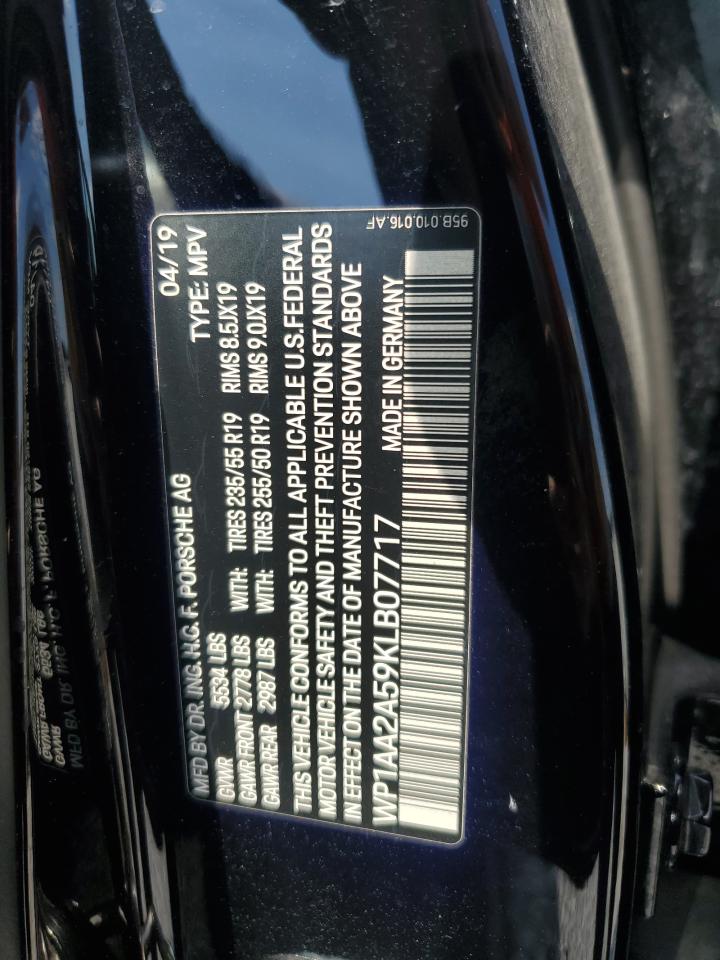 MFD BY DR. ING. H.C. F. PORSCHE AG 04/19
GVWR 5534 LBS TYPE: MPV
GAWR FRONT 2778 LBS WITH: TIRES 235/55 R19 RIMS 8.5JX19
GAWR REAR 2987 LBS WITH: TIRES 255/50 R19 RIMS 9.0JX19
THIS VEHICLE CONFORMS TO ALL APPLICABLE U.S.FEDERAL
MOTOR VEHICLE SAFETY AND THEFT PREVENTION STANDARDS
IN EFFECT ON THE DATE OF MANUFACTURE SHOWN ABOVE
WP1AA2A59KLB07717 MADE IN GERMANY
95B.010.016.AF